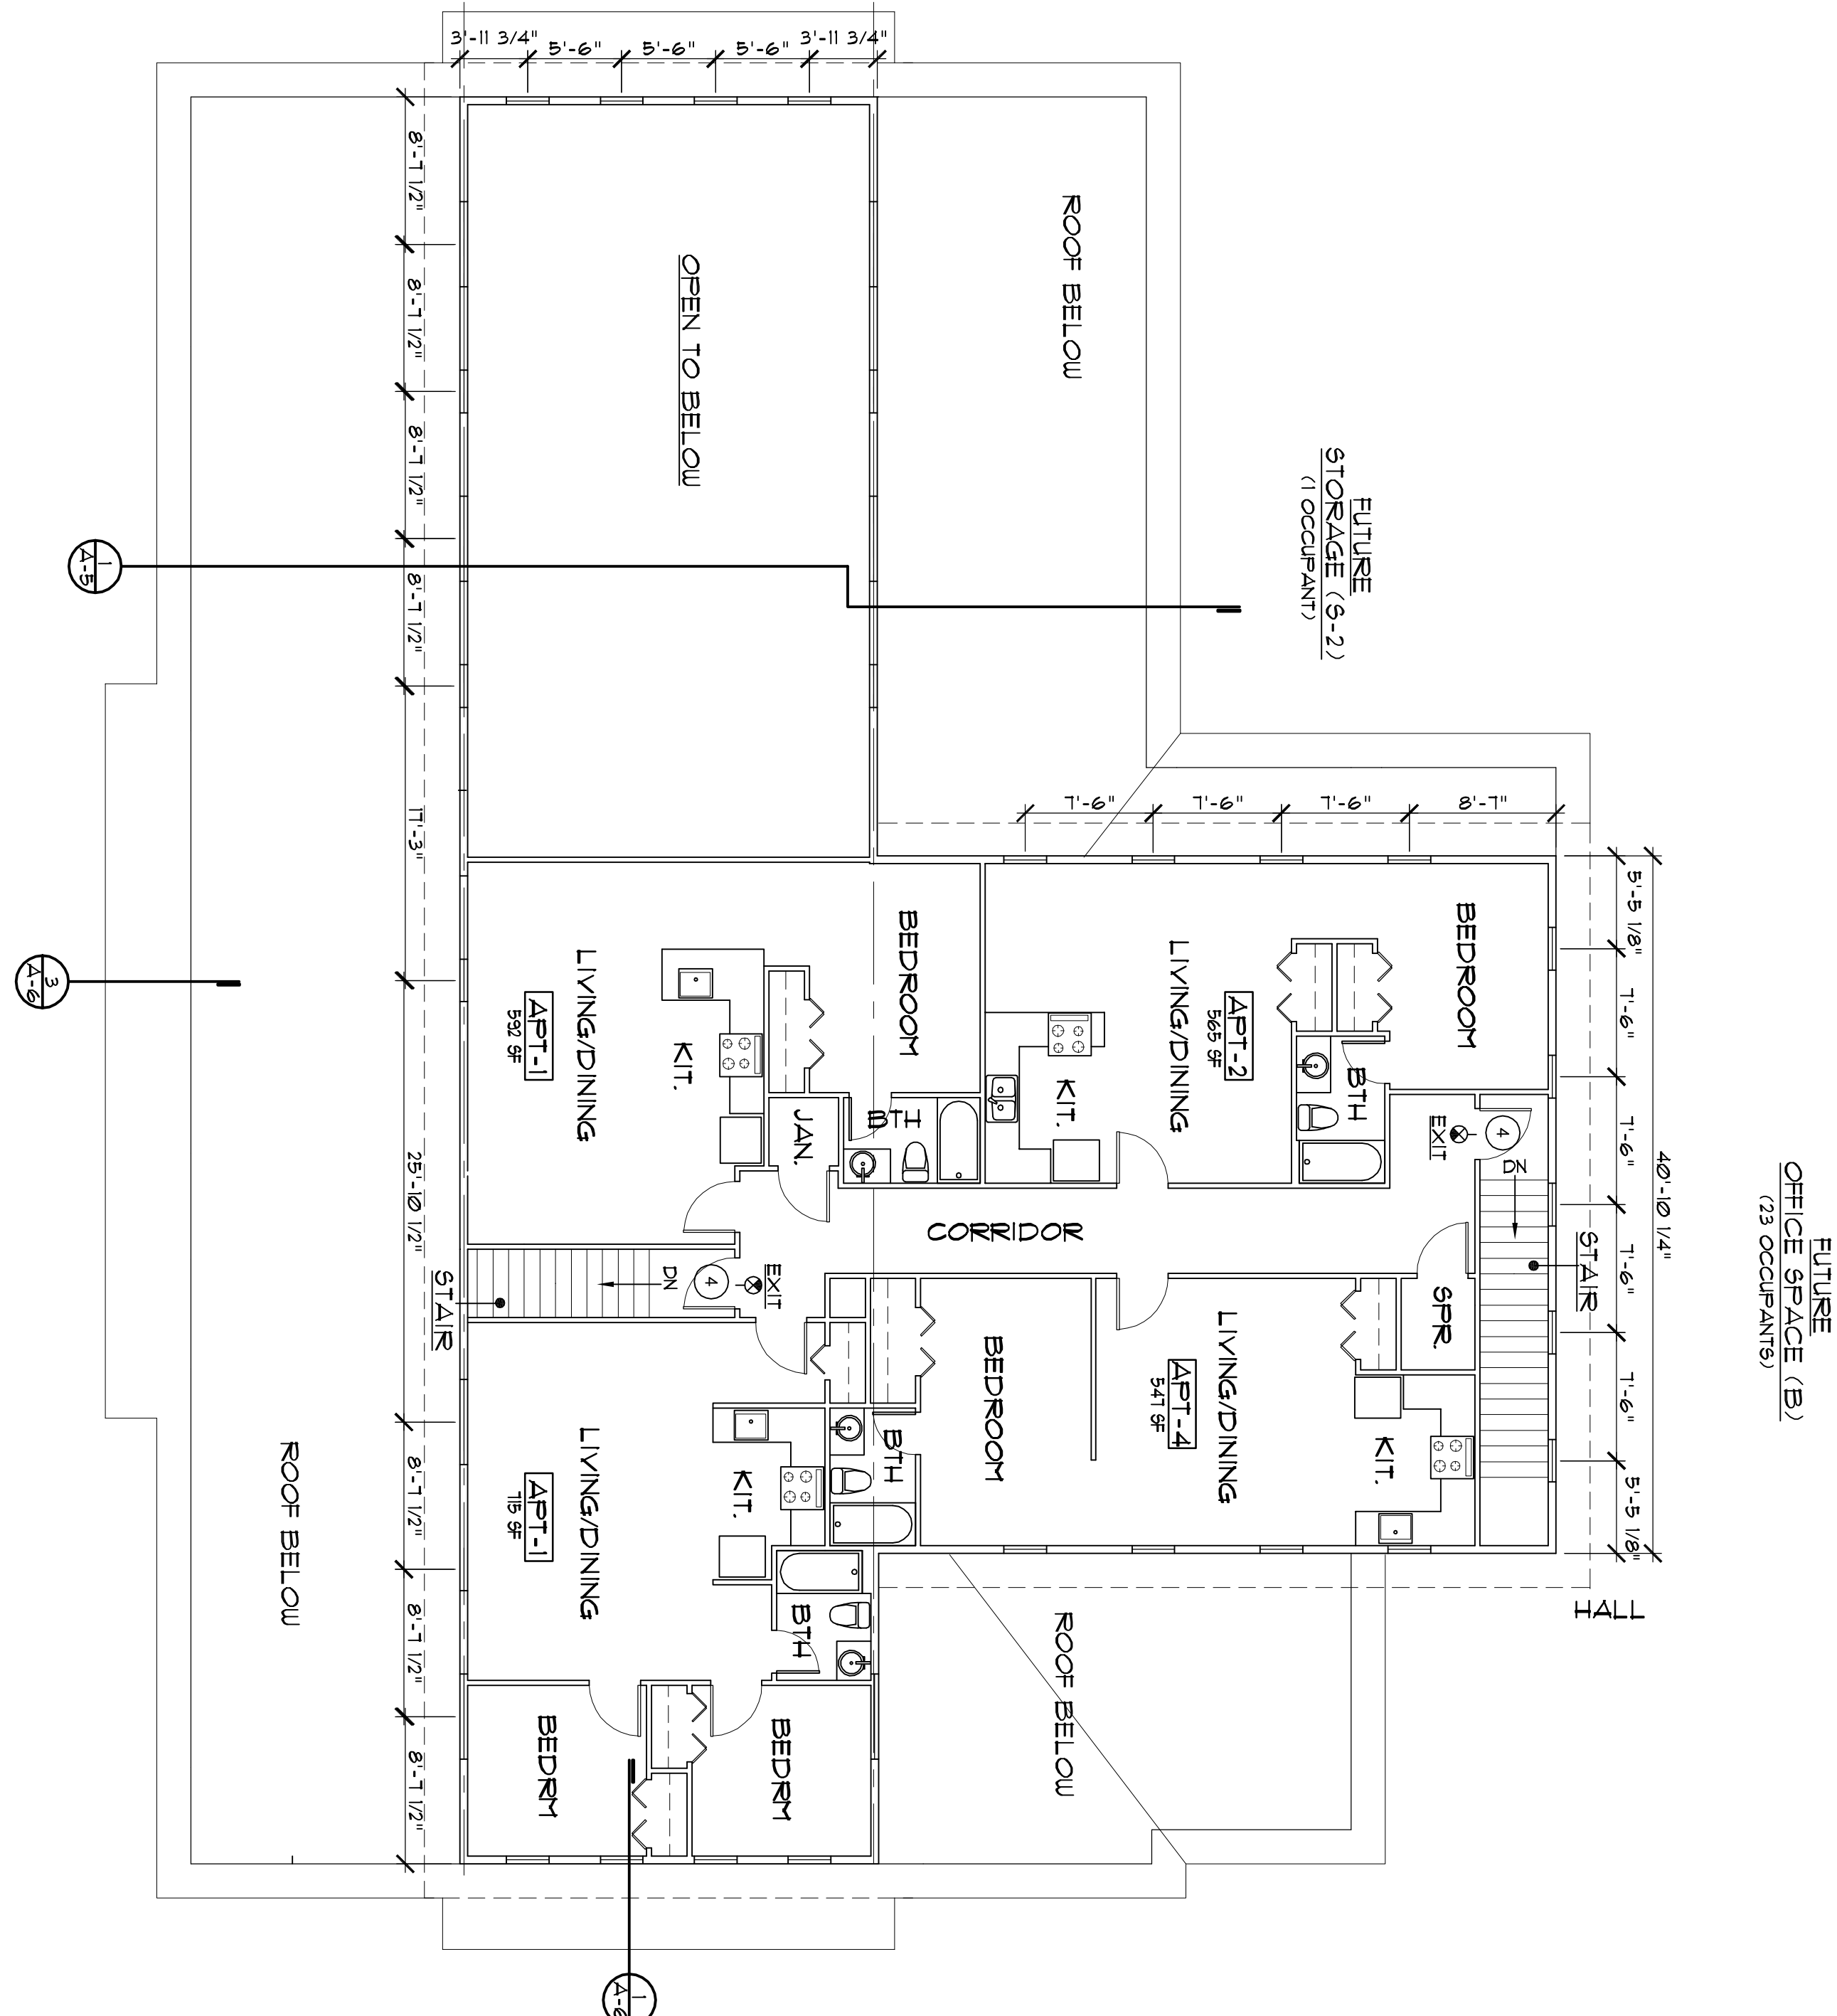 3'-11 3/4"
5'-6"
5'-6"
5'-6"
3'-11 3/4"
8'-7 1/2"
8'-7 1/2"
8'-7 1/2"
8'-7 1/2"
17'-3"
25'-10 1/2"
8'-7 1/2"
8'-7 1/2"
8'-7 1/2"
ROOF BELOW
OPEN TO BELOW
FUTURE
STORAGE (S-2)
(1 OCCUPANT)
1
A-5
3
A-6
7'-6"
7'-6"
7'-6"
8'-7"
5'-5 1/8"
7'-6"
7'-6"
7'-6"
7'-6"
5'-5 1/8"
40'-10 1/4"
FUTURE
OFFICE SPACE (B)
(23 OCCUPANTS)
BEDROOM
LIVING/DINING
APT-2
565 SF
KIT.
BTH
BEDROOM
LIVING/DINING
APT-1
592 SF
KIT.
BTH
JAN.
EXIT
4
DN
STAIR
CORRIDOR
SPR.
EXIT
4
DN
STAIR
LIVING/DINING
APT-4
547 SF
KIT.
BEDROOM
BTH
LIVING/DINING
APT-1
715 SF
KIT.
BTH
BEDRM
BEDRM
HALL
ROOF BELOW
ROOF BELOW
1
A-6